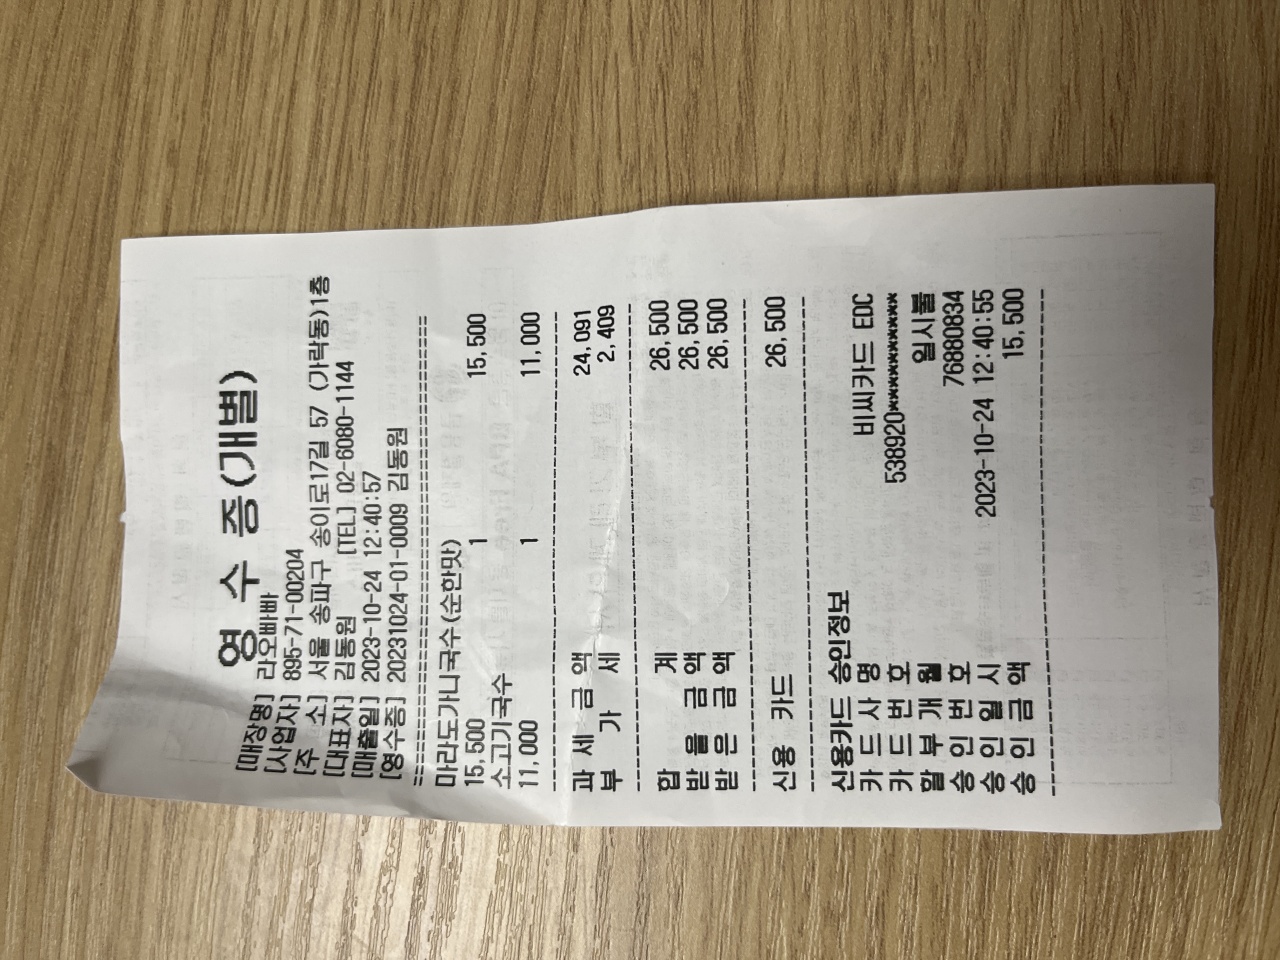 영 수 증(개별)
[매장명] 라오빠빠
[사업자] 895-71-00204
[주 소] 서울 송파구 송이로17길 57 (가락동)1층
[대표자] 김동원 [TEL] 02-6080-1144
[매출일] 2023-10-24 12:40:57
[영수증] 20231024-01-0009 김동원
==================================================
마라도가니국수(순한맛)
15,500 1 15,500
소고기국수
11,000 1 11,000
--------------------------------------------------
과 세 금 액 24,091
부 가 세 2,409
--------------------------------------------------
합 계 26,500
받 을 금 액 26,500
받 은 금 액 26,500
--------------------------------------------------
신용 카드 26,500
--------------------------------------------------
신용카드 승인정보
카 드 사 명 비씨카드 EDC
카 드 번 호 538920**********
할 부 개 월 일시불
승 인 번 호 76880834
승 인 일 시 2023-10-24 12:40:55
승 인 금 액 15,500
--------------------------------------------------